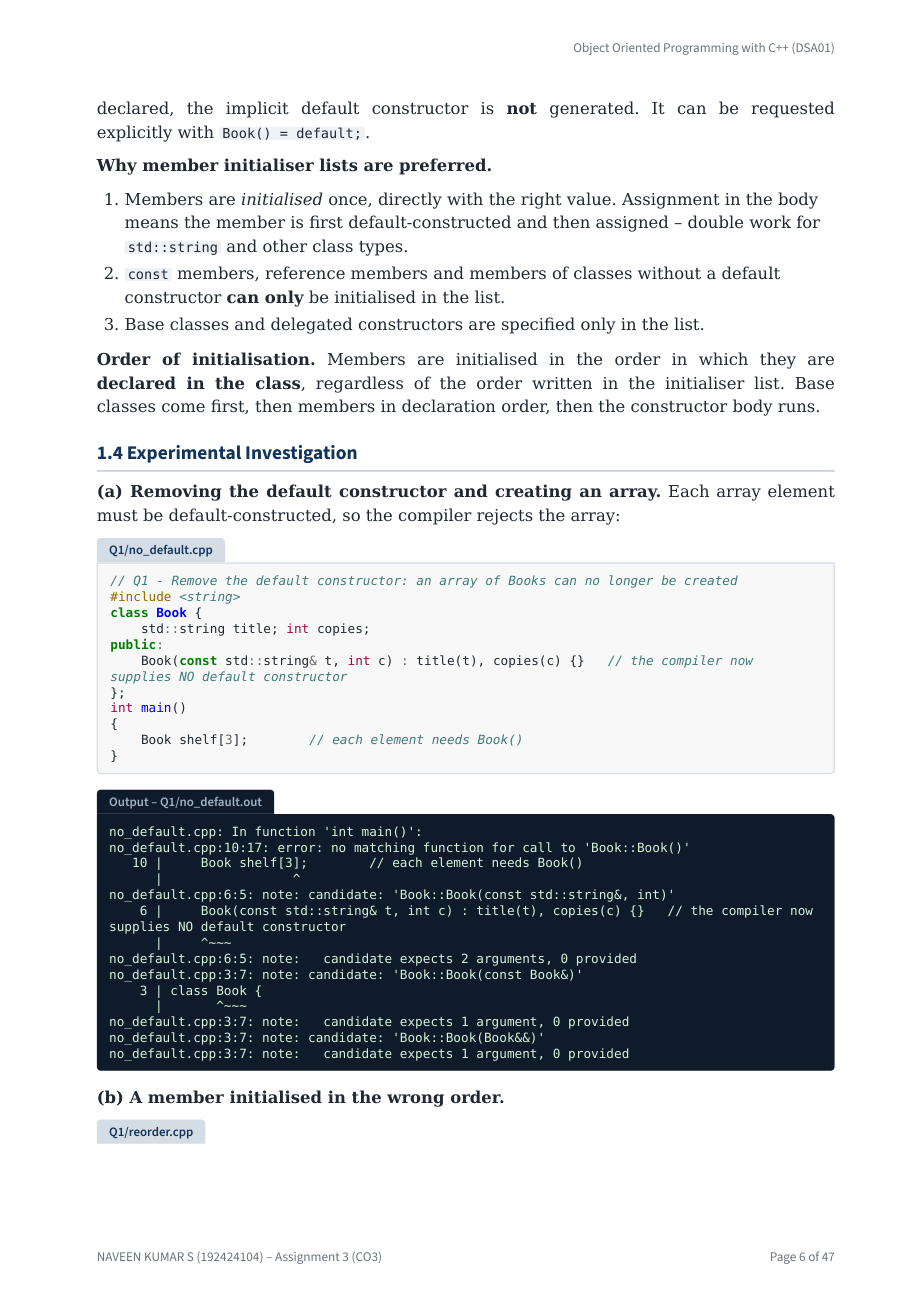 Object Oriented Programming with C++ (DSA01)
declared, the implicit default constructor is not generated. It can be requested
explicitly with Book() = default; .
Why member initialiser lists are preferred.
1. Members are initialised once, directly with the right value. Assignment in the body
means the member is first default-constructed and then assigned – double work for
std::string and other class types.
2. const members, reference members and members of classes without a default
constructor can only be initialised in the list.
3. Base classes and delegated constructors are specified only in the list.
Order of initialisation. Members are initialised in the order in which they are
declared in the class, regardless of the order written in the initialiser list. Base
classes come first, then members in declaration order, then the constructor body runs.
1.4 Experimental Investigation
(a) Removing the default constructor and creating an array. Each array element
must be default-constructed, so the compiler rejects the array:
Q1/no_default.cpp
// Q1 - Remove the default constructor: an array of Books can no longer be created
#include <string>
class Book {
    std::string title; int copies;
public:
    Book(const std::string& t, int c) : title(t), copies(c) {}   // the compiler now
supplies NO default constructor
};
int main()
{
    Book shelf[3];        // each element needs Book()
}
Output – Q1/no_default.out
no_default.cpp: In function 'int main()':
no_default.cpp:10:17: error: no matching function for call to 'Book::Book()'
   10 |     Book shelf[3];        // each element needs Book()
      |                 ^
no_default.cpp:6:5: note: candidate: 'Book::Book(const std::string&, int)'
    6 |     Book(const std::string& t, int c) : title(t), copies(c) {}   // the compiler now
supplies NO default constructor
      |     ^~~~
no_default.cpp:6:5: note:   candidate expects 2 arguments, 0 provided
no_default.cpp:3:7: note: candidate: 'Book::Book(const Book&)'
    3 | class Book {
      |       ^~~~
no_default.cpp:3:7: note:   candidate expects 1 argument, 0 provided
no_default.cpp:3:7: note: candidate: 'Book::Book(Book&&)'
no_default.cpp:3:7: note:   candidate expects 1 argument, 0 provided
(b) A member initialised in the wrong order.
Q1/reorder.cpp
NAVEEN KUMAR S (192424104) – Assignment 3 (CO3)
Page 6 of 47